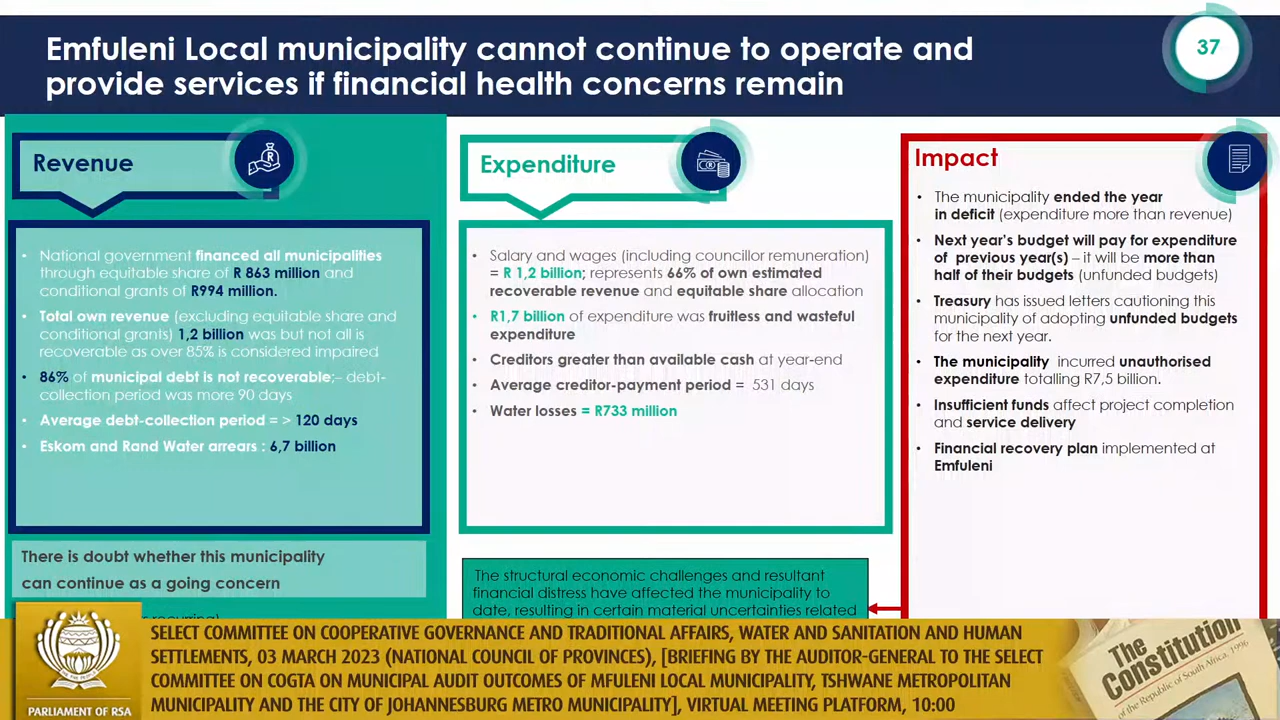 Emfuleni Local municipality cannot continue to operate and
provide services if financial health concerns remain
37
Revenue
• National government financed all municipalities
through equitable share of R 863 million and
conditional grants of R994 million.
• Total own revenue (excluding equitable share and
conditional grants) 1,2 billion was but not all is
recoverable as over 85% is considered impaired
• 86% of municipal debt is not recoverable;– debt-
collection period was more 90 days
• Average debt-collection period = > 120 days
• Eskom and Rand Water arrears : 6,7 billion
There is doubt whether this municipality
can continue as a going concern
Expenditure
• Salary and wages (including councillor remuneration)
= R 1,2 billion; represents 66% of own estimated
recoverable revenue and equitable share allocation
• R1,7 billion of expenditure was fruitless and wasteful
expenditure
• Creditors greater than available cash at year-end
• Average creditor-payment period = 531 days
• Water losses = R733 million
The structural economic challenges and resultant
financial distress have affected the municipality to
date, resulting in certain material uncertainties related
Impact
• The municipality ended the year
in deficit (expenditure more than revenue)
• Next year’s budget will pay for expenditure
of previous year(s) – it will be more than
half of their budgets (unfunded budgets)
• Treasury has issued letters cautioning this
municipality of adopting unfunded budgets
for the next year.
• The municipality incurred unauthorised
expenditure totalling R7,5 billion.
• Insufficient funds affect project completion
and service delivery
• Financial recovery plan implemented at
Emfuleni
PARLIAMENT OF RSA
SELECT COMMITTEE ON COOPERATIVE GOVERNANCE AND TRADITIONAL AFFAIRS, WATER AND SANITATION AND HUMAN
SETTLEMENTS, 03 MARCH 2023 (NATIONAL COUNCIL OF PROVINCES), [BRIEFING BY THE AUDITOR-GENERAL TO THE SELECT
COMMITTEE ON COGTA ON MUNICIPAL AUDIT OUTCOMES OF MFULENI LOCAL MUNICIPALITY, TSHWANE METROPOLITAN
MUNICIPALITY AND THE CITY OF JOHANNESBURG METRO MUNICIPALITY], VIRTUAL MEETING PLATFORM, 10:00
The
Constitution
of the Republic of South Africa, 1996